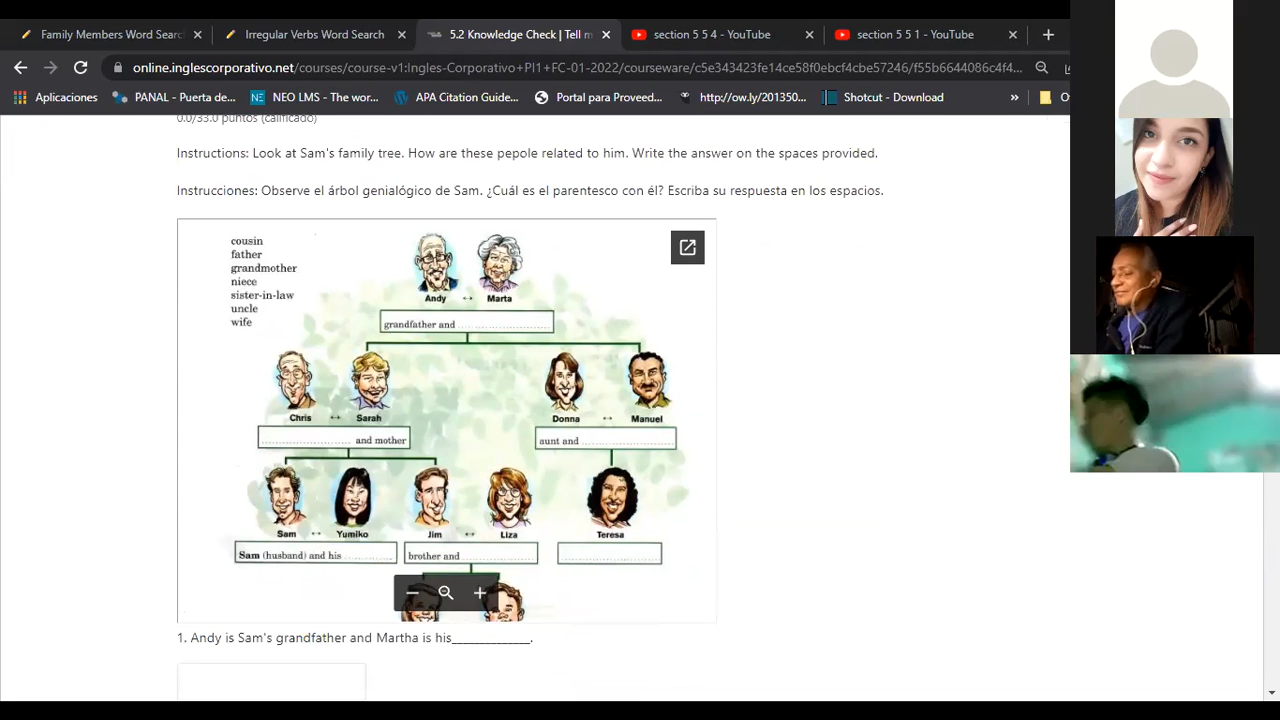 Family Members Word Searc
Irregular Verbs Word Search
5.2 Knowledge Check | Tell m
section 5 5 4 - YouTube
section 5 5 1 - YouTube
online.inglescorporativo.net/courses/course-v1:Ingles-Corporativo+PI1+FC-01-2022/courseware/c5e343423fe14ce58f0ebcf4cbe57246/f55b6644086c4f4...
Aplicaciones
PANAL - Puerta de...
NEO LMS - The wor...
APA Citation Guide...
Portal para Proveed...
http://ow.ly/201350...
Shotcut - Download
»
0.0/33.0 puntos (calificado)
Instructions: Look at Sam's family tree. How are these pepole related to him. Write the answer on the spaces provided.
Instrucciones: Observe el árbol genialógico de Sam. ¿Cuál es el parentesco con él? Escriba su respuesta en los espacios.
cousin
father
grandmother
niece
sister-in-law
uncle
wife
Andy ↔ Marta
grandfather and ........................
Chris ↔ Sarah
Donna ↔ Manuel
........................ and mother
aunt and ........................
Sam ↔ Yumiko
Jim ↔ Liza
Teresa
Sam (husband) and his ............
brother and ....................
........................
1. Andy is Sam's grandfather and Martha is his______________.